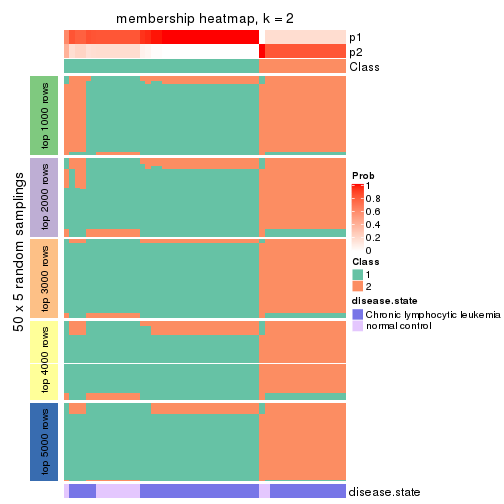 membership heatmap, k = 2
p1
p2
Class
50 x 5 random samplings
top 1000 rows
top 2000 rows
top 3000 rows
top 4000 rows
top 5000 rows
Prob
1
0.8
0.6
0.4
0.2
0
Class
1
2
disease.state
Chronic lymphocytic leukemia
normal control
disease.state